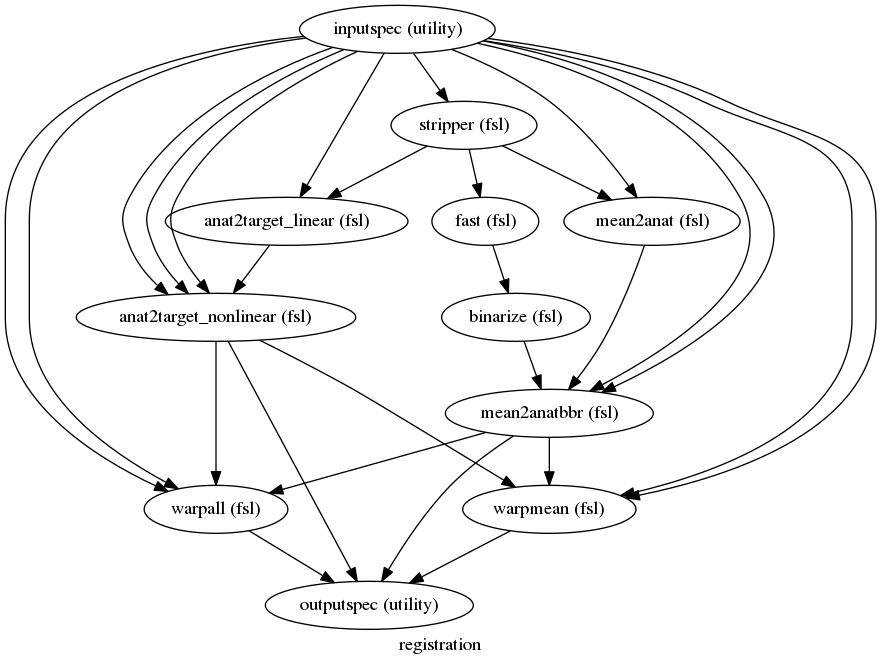 inputspec (utility)
stripper (fsl)
anat2target_linear (fsl)
fast (fsl)
mean2anat (fsl)
anat2target_nonlinear (fsl)
binarize (fsl)
mean2anatbbr (fsl)
warpall (fsl)
warpmean (fsl)
outputspec (utility)
registration